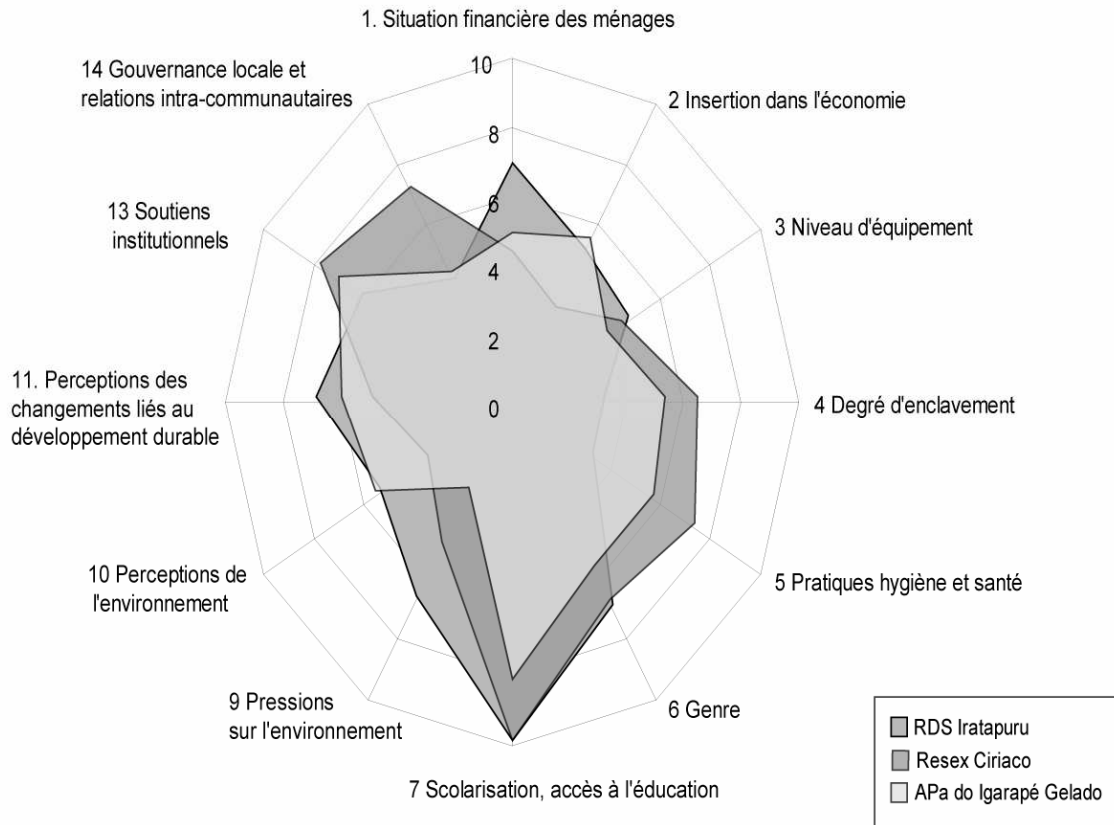 1. Situation financière des ménages
14 Gouvernance locale et
relations intra-communautaires
2 Insertion dans l'économie
13 Soutiens
institutionnels
3 Niveau d'équipement
11. Perceptions des
changements liés au
développement durable
4 Degré d'enclavement
10 Perceptions de
l'environnement
5 Pratiques hygiène et santé
9 Pressions
sur l'environnement
6 Genre
7 Scolarisation, accès à l'éducation
10
8
6
4
2
0
RDS Iratapuru
Resex Ciriaco
APa do Igarapé Gelado